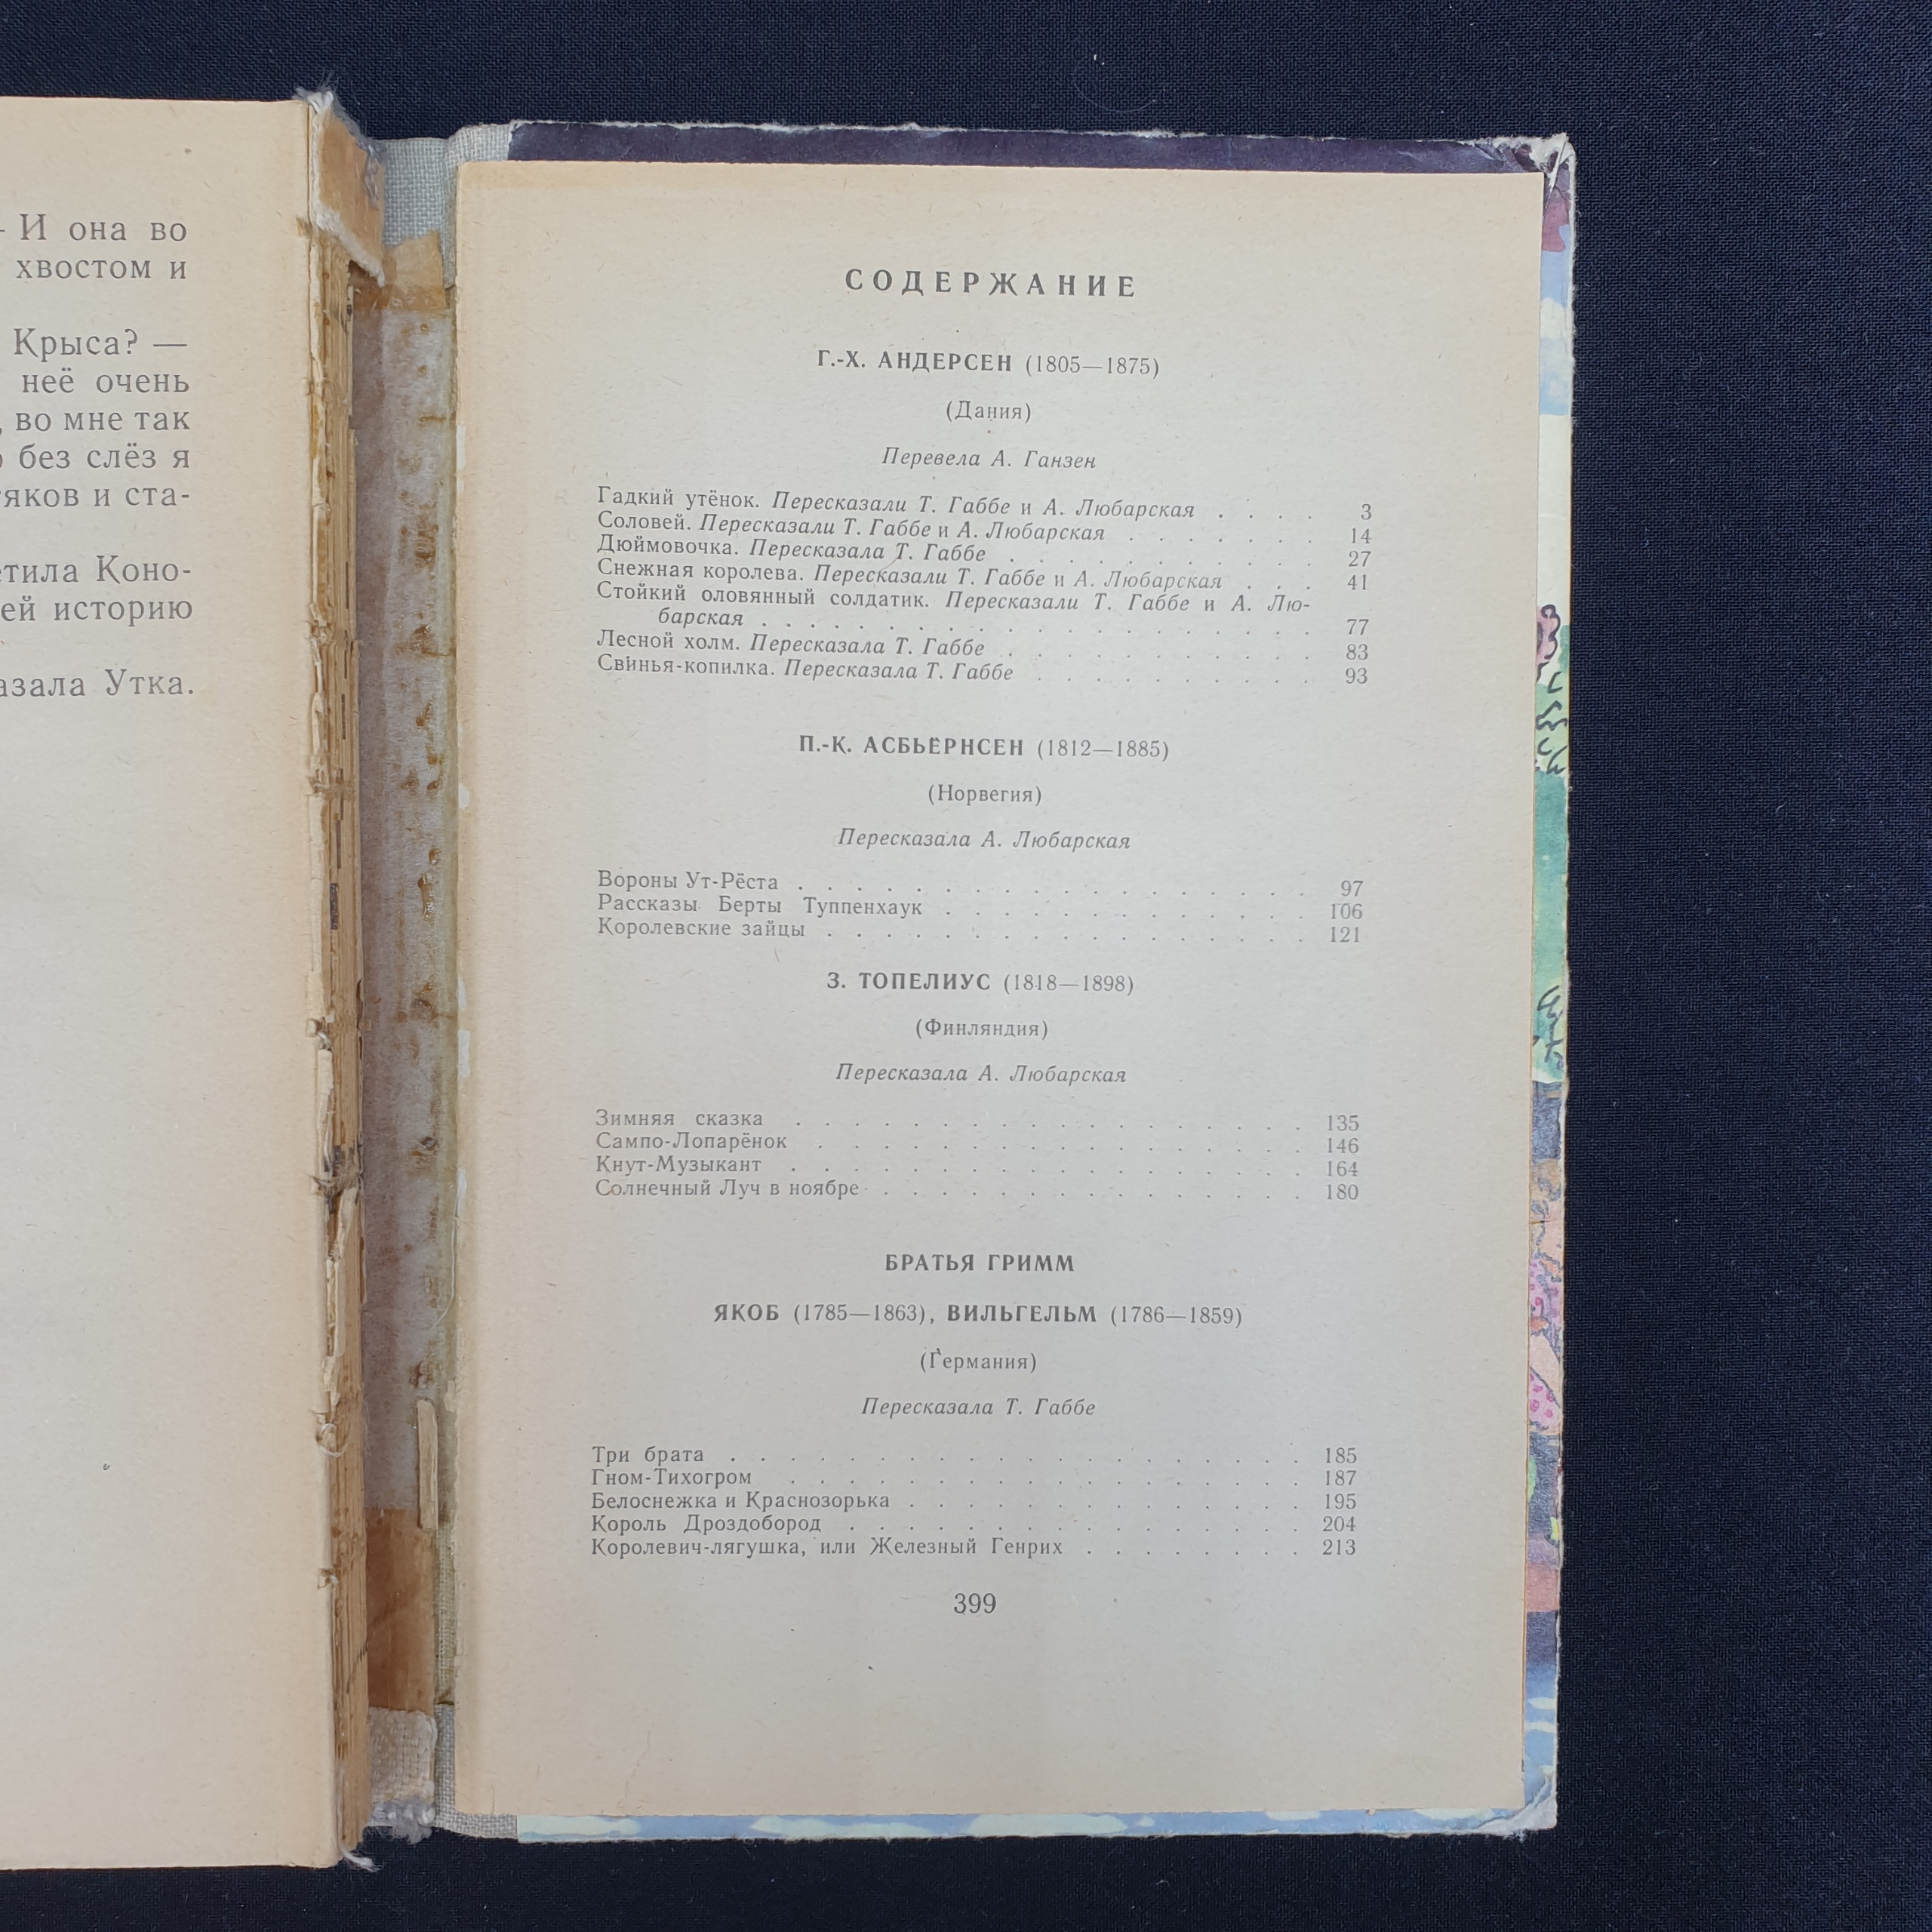 - И она во
хвостом и
Крыса? —
неё очень
, во мне так
без слёз я
яков и ста-
тила Коно-
ей историю
азала Утка.
СОДЕРЖАНИЕ
Г.-Х. АНДЕРСЕН (1805—1875)
(Дания)
Перевела А. Ганзен
Гадкий утёнок. Пересказали Т. Габбе и А. Любарская . . . . 3
Соловей. Пересказали Т. Габбе и А. Любарская . . . . . . . 14
Дюймовочка. Пересказала Т. Габбе . . . . . . . . . . . 27
Снежная королева. Пересказали Т. Габбе и А. Любарская . . . 41
Стойкий оловянный солдатик. Пересказали Т. Габбе и А. Лю-
барская . . . . . . . . . . . . . . . . . . . 77
Лесной холм. Пересказала Т. Габбе . . . . . . . . . . . 83
Свинья-копилка. Пересказала Т. Габбе . . . . . . . . . . 93
П.-К. АСБЬЁРНСЕН (1812—1885)
(Норвегия)
Пересказала А. Любарская
Вороны Ут-Рёста . . . . . . . . . . . . . . . . . . 97
Рассказы Берты Туппенхаук . . . . . . . . . . . . . 106
Королевские зайцы . . . . . . . . . . . . . . . . . 121
З. ТОПЕЛИУС (1818—1898)
(Финляндия)
Пересказала А. Любарская
Зимняя сказка . . . . . . . . . . . . . . . . . . 135
Сампо-Лопарёнок . . . . . . . . . . . . . . . . . 146
Кнут-Музыкант . . . . . . . . . . . . . . . . . . 164
Солнечный Луч в ноябре . . . . . . . . . . . . . . . 180
БРАТЬЯ ГРИММ
ЯКОБ (1785—1863), ВИЛЬГЕЛЬМ (1786—1859)
(Германия)
Пересказала Т. Габбе
Три брата . . . . . . . . . . . . . . . . . . . . 185
Гном-Тихогром . . . . . . . . . . . . . . . . . . 187
Белоснежка и Краснозорька . . . . . . . . . . . . . . 195
Король Дроздобород . . . . . . . . . . . . . . . . 204
Королевич-лягушка, или Железный Генрих . . . . . . . . 213
399